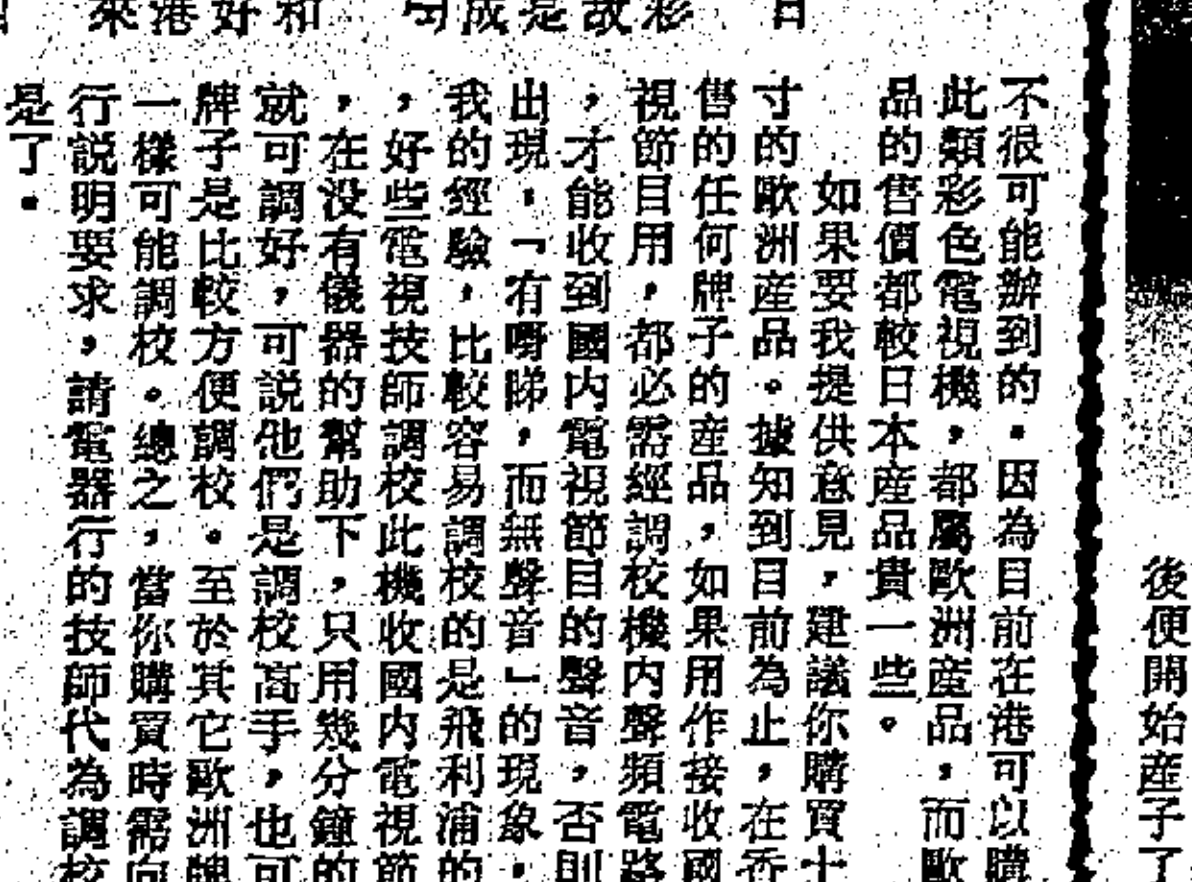 後便開始產子了
不很可能辦到的.因為目前在港可以購
此類彩色電視機，都屬歐洲產品，而歐
品的售價都較日本產品貴一些。
如果要我提供意見，建議你購買十
寸的歐洲產品。據知到目前為止，在香
售的任何牌子的產品，如果用作接收國
視節目用，都必需經調校機內聲頻電路
，才能收到國內電視節目的聲音，否則
出現，「有嘢睇，而無聲音」的現象，
我的經驗，比較容易調校的是飛利浦的
，好些電視技師調校此機收國內電視節
，在没有儀器的幫助下，只用幾分鐘的
就可調好，可説他們是調校高手，也可
牌子是比較方便調校。至於其它歐洲牌
一樣可能調校。總之，當你購買時需向
行説明要求，請電器行的技師代為調校
是了.